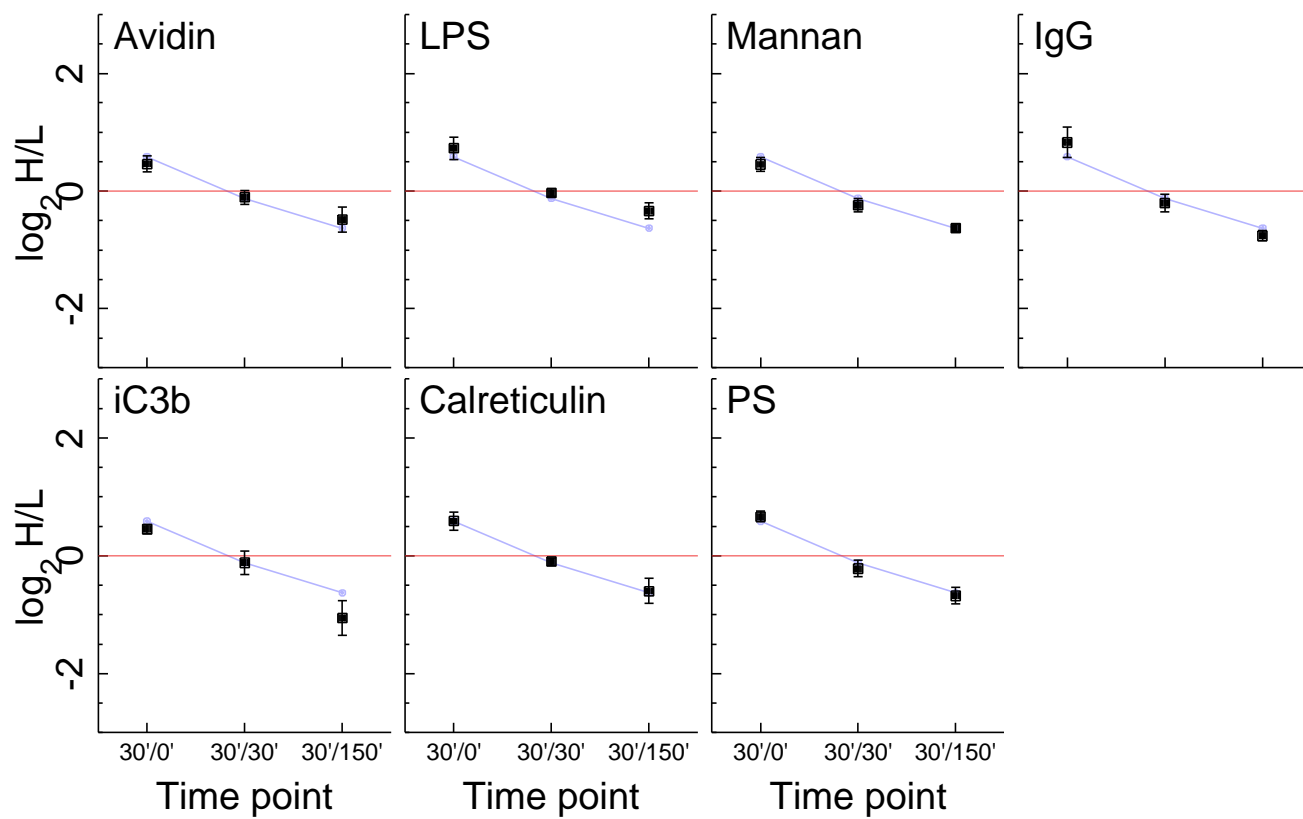 Avidin
LPS
Mannan
IgG
log2 H/L
2
0
-2
iC3b
Calreticulin
PS
log2 H/L
2
0
-2
30'/0' 30'/30' 30'/150'
30'/0' 30'/30' 30'/150'
30'/0' 30'/30' 30'/150'
Time point
Time point
Time point